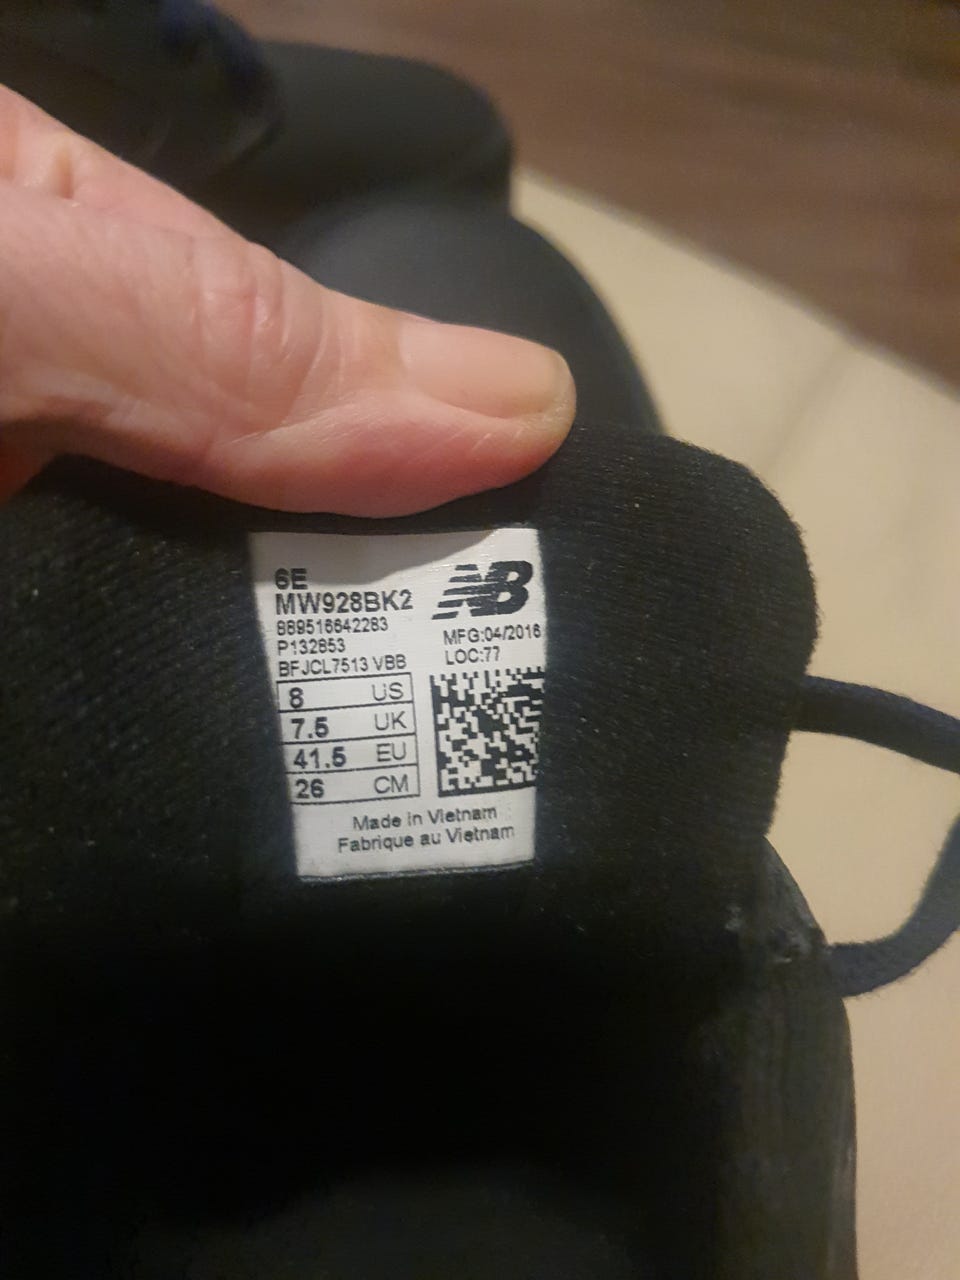 6E
MW928BK2
889516642283
P132853
BFJCL7513 VBB
NB
MFG:04/2016
LOC:77
8 US
7.5 UK
41.5 EU
26 CM
Made in Vietnam
Fabrique au Vietnam